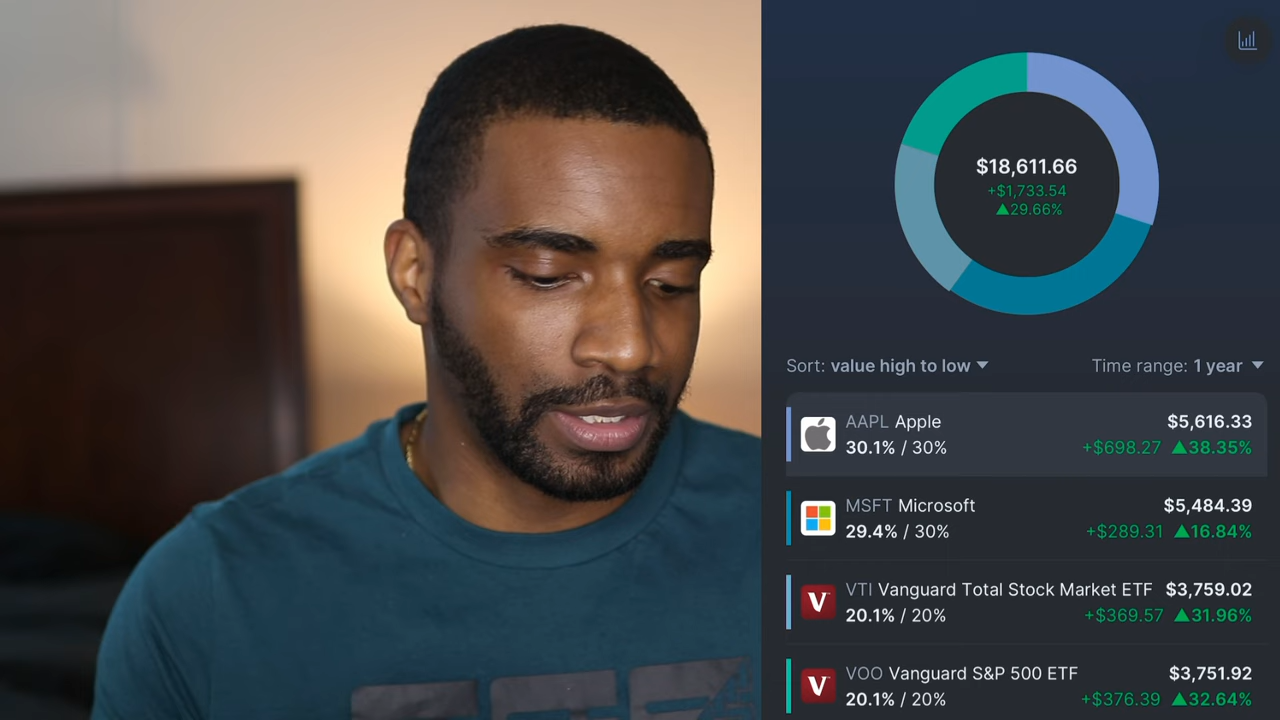 $18,611.66
+$1,733.54
▲29.66%
Sort: value high to low ▼ Time range: 1 year ▼
AAPL Apple $5,616.33
30.1% / 30% +$698.27 ▲38.35%
MSFT Microsoft $5,484.39
29.4% / 30% +$289.31 ▲16.84%
VTI Vanguard Total Stock Market ETF $3,759.02
20.1% / 20% +$369.57 ▲31.96%
VOO Vanguard S&P 500 ETF $3,751.92
20.1% / 20% +$376.39 ▲32.64%